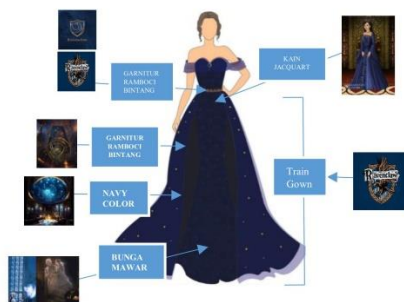 GARNITUR
RAMBOCI
BINTANG
KAIN
JACQUART
GARNITUR
RAMBOCI
BINTANG
NAVY
COLOR
Train
Gown
BUNGA
MAWAR
Ravenclaw